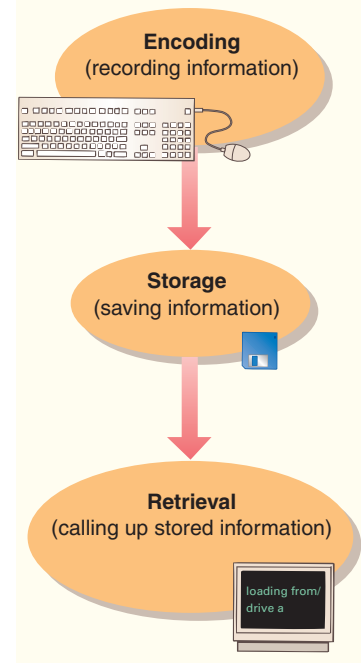 Encoding
(recording information)
Storage
(saving information)
Retrieval
(calling up stored information)
loading from/
drive a